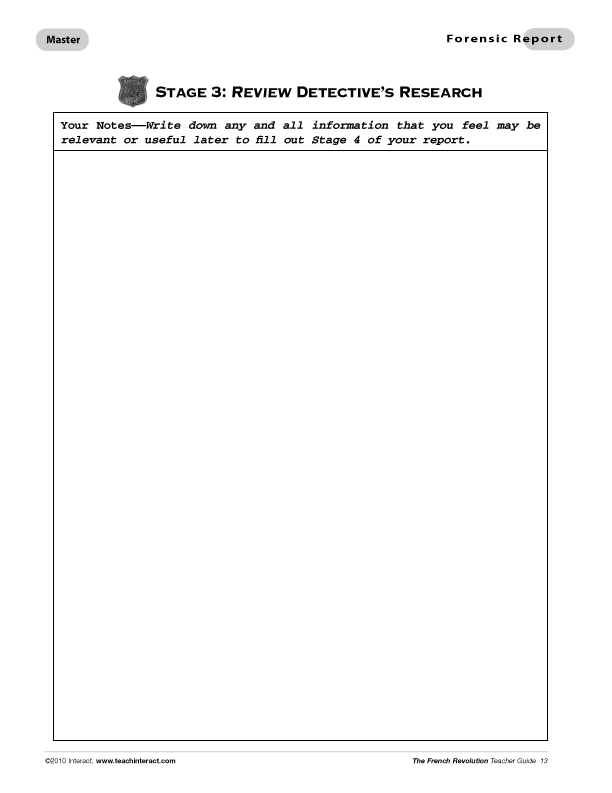 Master
Forensic Report
Stage 3: Review Detective's Research
Your Notes—Write down any and all information that you feel may be
relevant or useful later to fill out Stage 4 of your report.
©2010 Interact. www.teachinteract.com
The French Revolution Teacher Guide 13